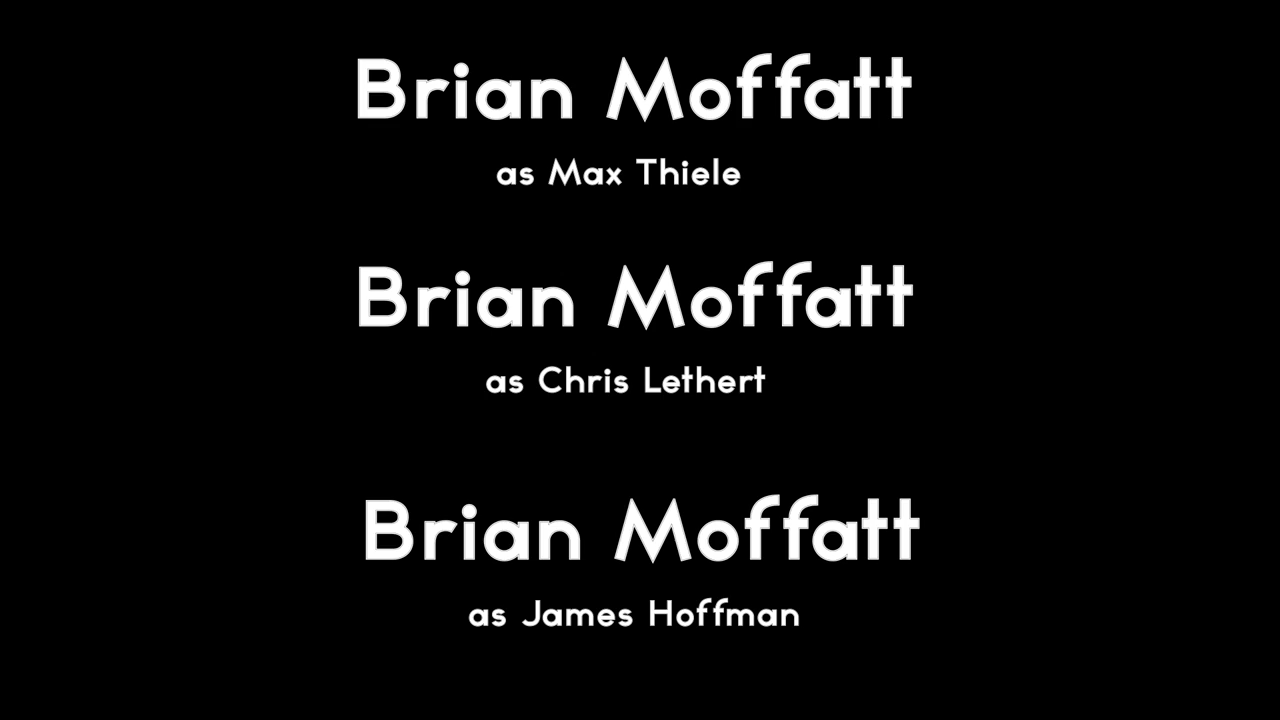 Brian Moffatt
as Max Thiele
Brian Moffatt
as Chris Lethert
Brian Moffatt
as James Hoffman